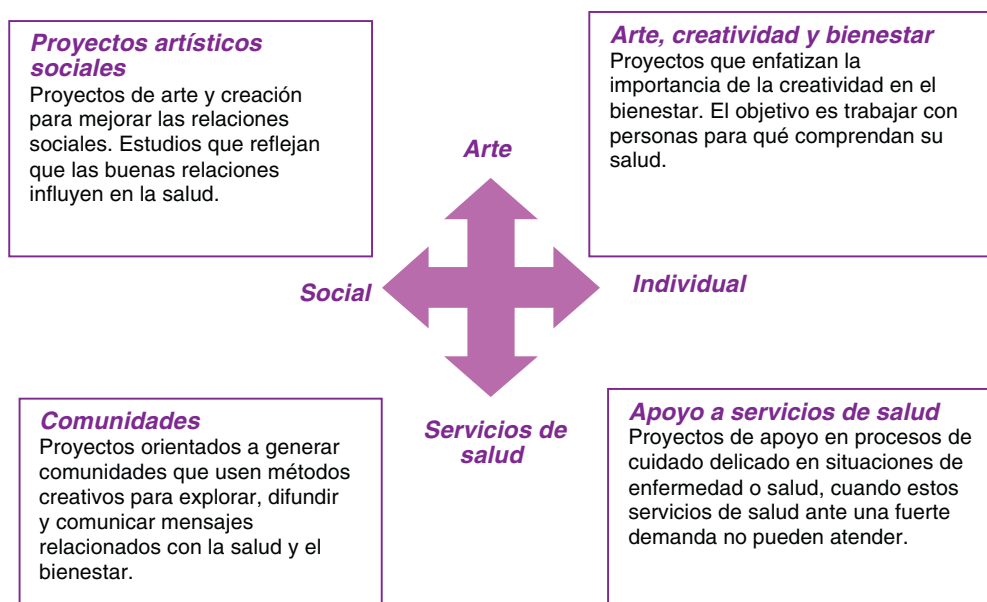 Proyectos artísticos
sociales
Proyectos de arte y creación
para mejorar las relaciones
sociales. Estudios que reflejan
que las buenas relaciones
influyen en la salud.
Arte, creatividad y bienestar
Proyectos que enfatizan la
importancia de la creatividad en el
bienestar. El objetivo es trabajar con
personas para qué comprendan su
salud.
Arte
Social
Individual
Servicios de
salud
Comunidades
Proyectos orientados a generar
comunidades que usen métodos
creativos para explorar, difundir
y comunicar mensajes
relacionados con la salud y el
bienestar.
Apoyo a servicios de salud
Proyectos de apoyo en procesos de
cuidado delicado en situaciones de
enfermedad o salud, cuando estos
servicios de salud ante una fuerte
demanda no pueden atender.